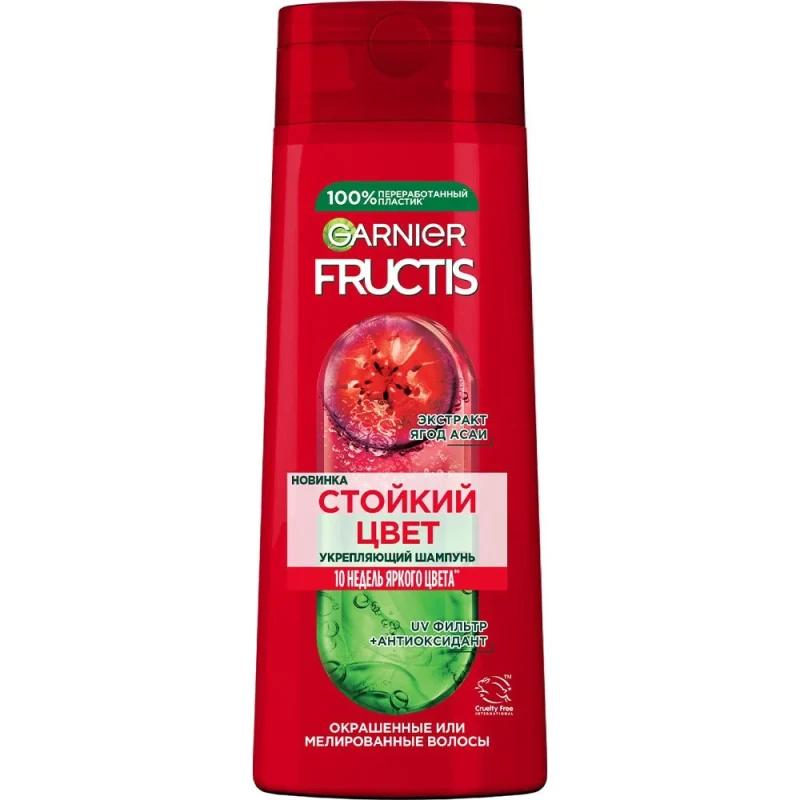 100% ПЕРЕРАБОТАННЫЙ
ПЛАСТИК*
GARNIER
FRUCTIS
ЭКСТРАКТ
ЯГОД АСАИ
НОВИНКА
СТОЙКИЙ
ЦВЕТ
УКРЕПЛЯЮЩИЙ ШАМПУНЬ
10 НЕДЕЛЬ ЯРКОГО ЦВЕТА**
UV ФИЛЬТР
+АНТИОКСИДАНТ
TM
Cruelty Free
INTERNATIONAL
ОКРАШЕННЫЕ ИЛИ
МЕЛИРОВАННЫЕ ВОЛОСЫ